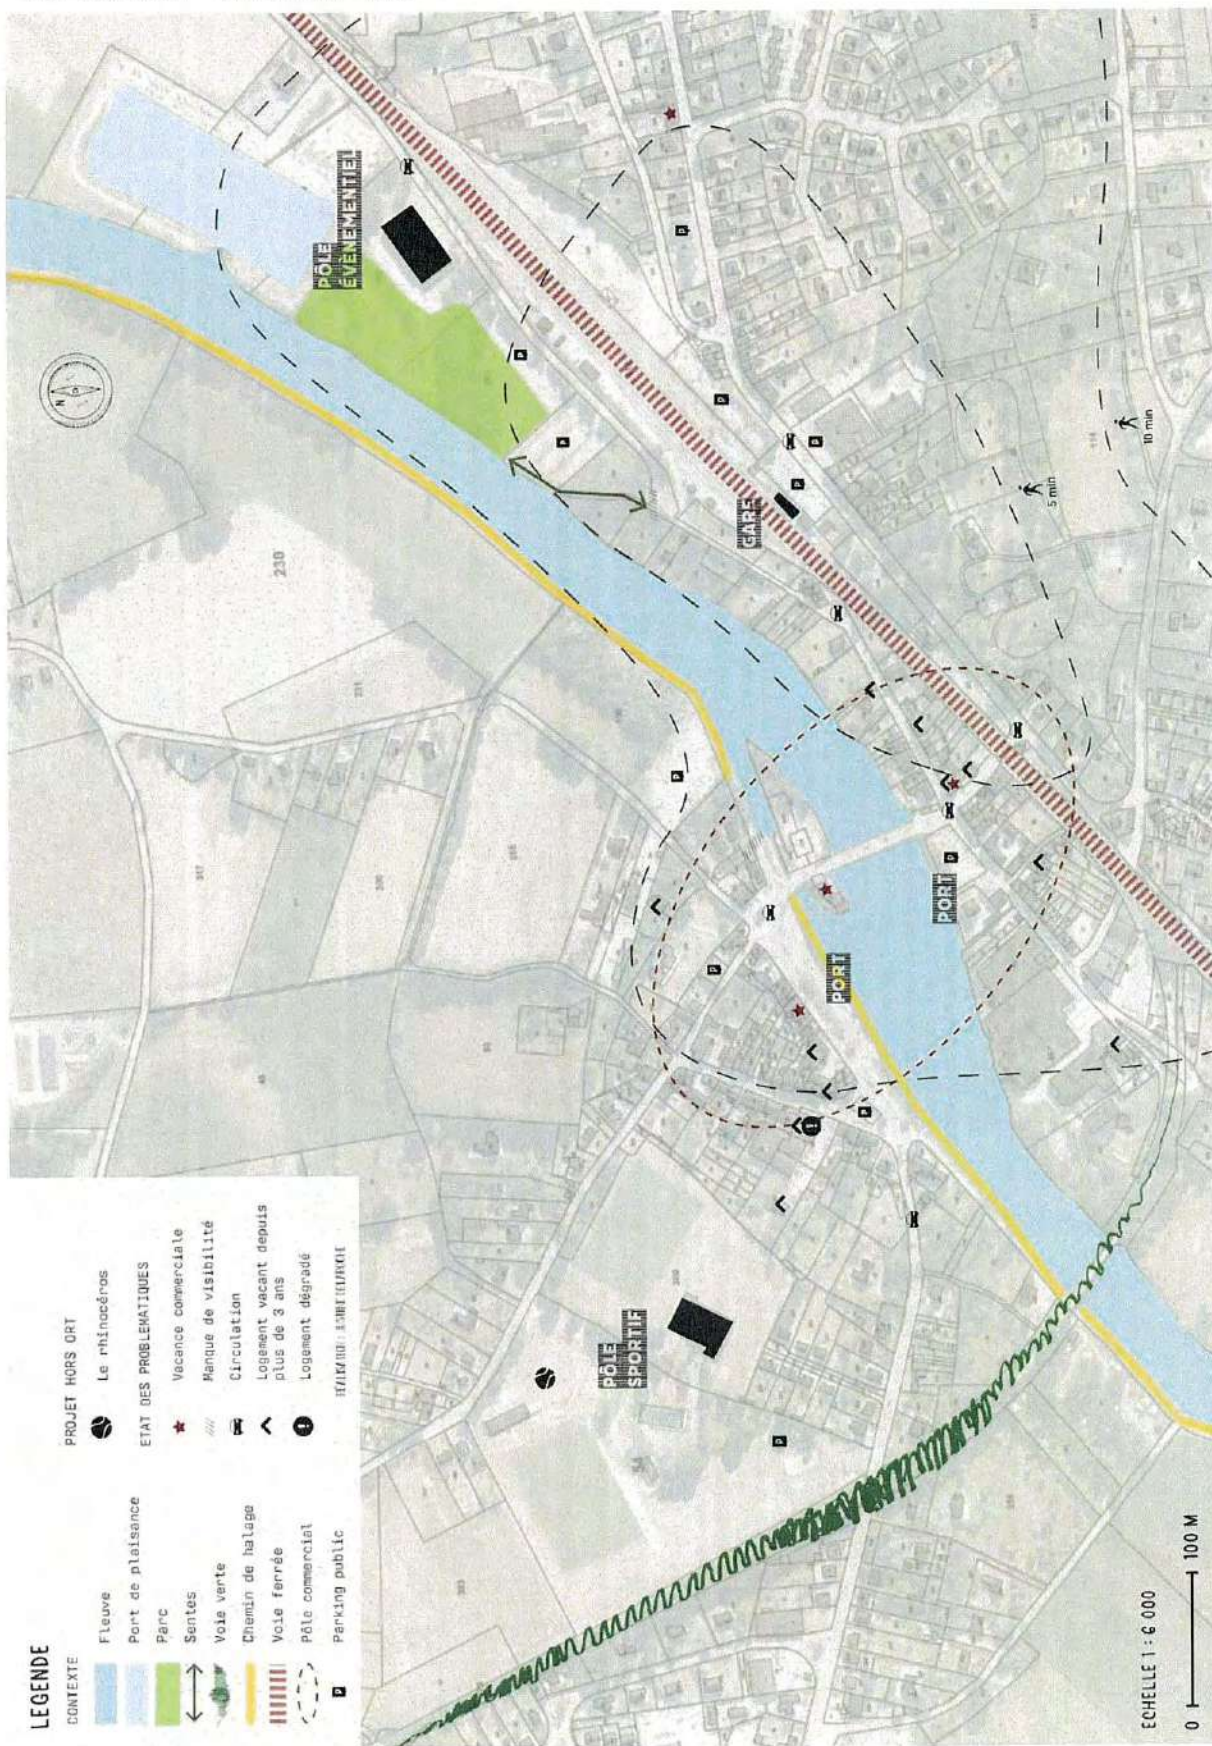 LEGENDE
CONTEXTE
Fleuve
Port de plaisance
Parc
Sentes
Voie verte
Chemin de halage
Voie ferrée
Pôle commercial
P Parking public
PROJET HORS ORT
Le rhinocéros
ETAT DES PROBLEMATIQUES
Vacance commerciale
Manque de visibilité
Circulation
Logement vacant depuis
plus de 3 ans
Logement dégradé
N
PÔLE
ÉVÈNEMENTIEL
PÔLE
SPORTIF
GARE
PORT
PORT
230
5 min
10 min
ECHELLE 1 : 6 000
0 100 M